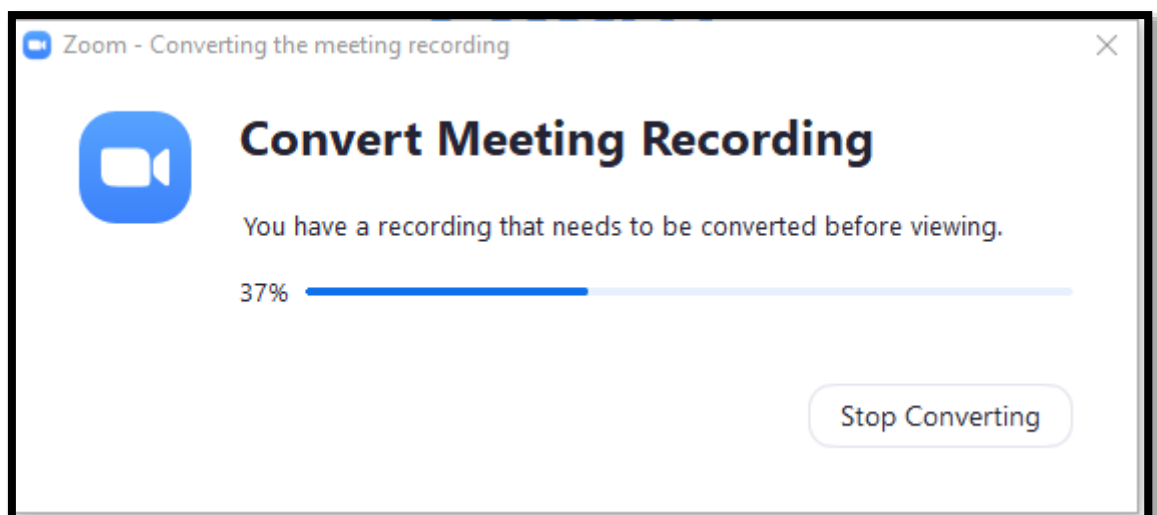 Zoom - Converting the meeting recording
Convert Meeting Recording
You have a recording that needs to be converted before viewing.
37%
Stop Converting